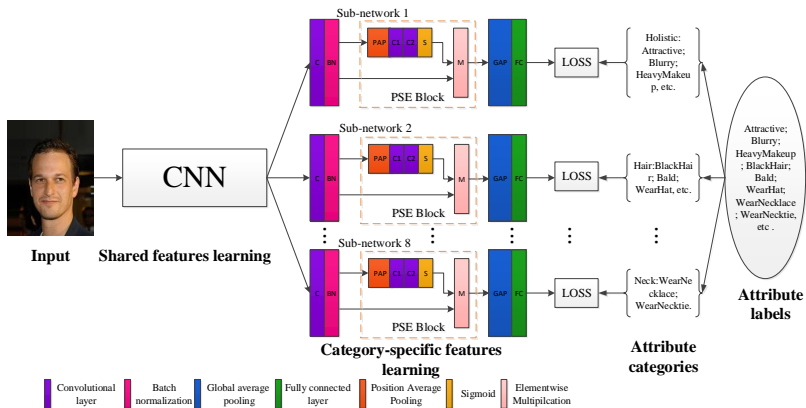 Sub-network 1
C
BN
PAP
C1
C2
S
M
PSE Block
GAP
FC
LOSS
Holistic:
Attractive;
Blurry;
HeavyMakeu
p, etc.
Sub-network 2
C
BN
PAP
C1
C2
S
M
PSE Block
GAP
FC
LOSS
Hair:BlackHai
r; Bald;
WearHat, etc.
Sub-network 8
C
BN
PAP
C1
C2
S
M
PSE Block
GAP
FC
LOSS
Neck:WearNe
cklace;
WearNecktie.
CNN
Attractive;
Blurry;
HeavyMakeup
; BlackHair;
Bald;
WearHat;
WearNecklace
; WearNecktie,
etc .
Input
Shared features learning
Category-specific features
learning
Attribute
categories
Attribute
labels
Convolutional
layer
Batch
normalization
Global average
pooling
Fully connected
layer
Position Average
Pooling
Sigmoid
Elementwise
Multipilcation